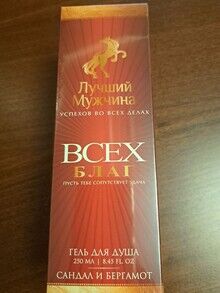 Лучший
Мужчина
УСПЕХОВ ВО ВСЕХ ДЕЛАХ
ВСЕХ
БЛАГ
ПУСТЬ ТЕБЕ СОПУТСТВУЕТ УДАЧА
ГЕЛЬ ДЛЯ ДУША
250 МЛ / 8.45 FL. OZ
САНДАЛ И БЕРГАМОТ